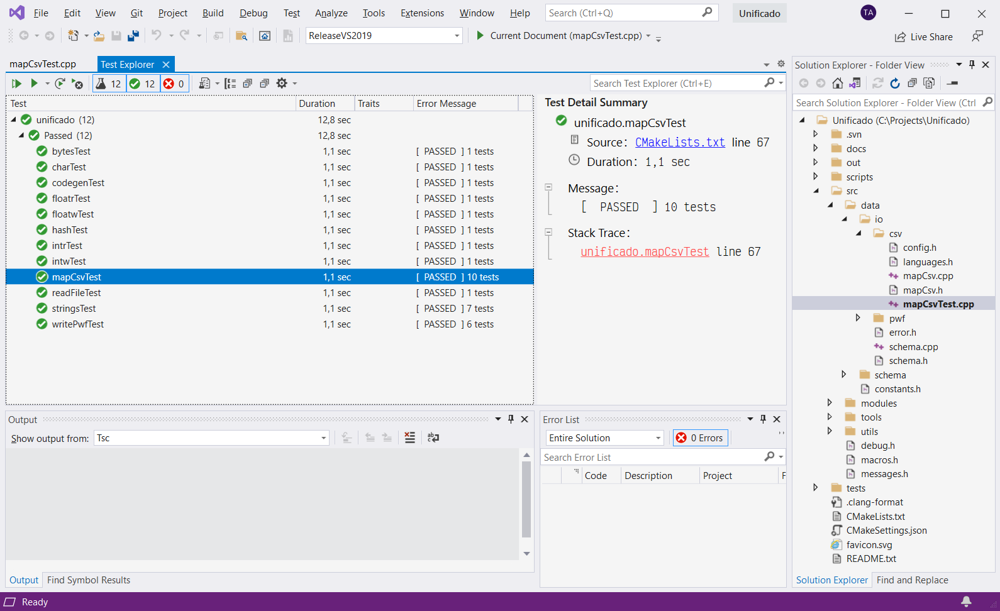 File Edit View Git Project Build Debug Test Analyze Tools Extensions Window Help Search (Ctrl+Q) Unificado TA
ReleaseVS2019 Current Document (mapCsvTest.cpp) Live Share
mapCsvTest.cpp Test Explorer
12 12 0 Search Test Explorer (Ctrl+E)
Test Duration Traits Error Message
unificado (12) 12,8 sec
Passed (12) 12,8 sec
bytesTest 1,1 sec [ PASSED ] 1 tests
charTest 1,1 sec [ PASSED ] 1 tests
codegenTest 1,1 sec [ PASSED ] 1 tests
floatrTest 1,1 sec [ PASSED ] 1 tests
floatwTest 1,1 sec [ PASSED ] 1 tests
hashTest 1,1 sec [ PASSED ] 1 tests
intrTest 1,1 sec [ PASSED ] 1 tests
intwTest 1,1 sec [ PASSED ] 1 tests
mapCsvTest 1,1 sec [ PASSED ] 10 tests
readFileTest 1,1 sec [ PASSED ] 1 tests
stringsTest 1,1 sec [ PASSED ] 7 tests
writePwfTest 1,1 sec [ PASSED ] 6 tests
Test Detail Summary
unificado.mapCsvTest
Source: CMakeLists.txt line 67
Duration: 1,1 sec
Message:
[ PASSED ] 10 tests
Stack Trace:
unificado.mapCsvTest line 67
Output
Show output from: Tsc
Output Find Symbol Results
Error List
Entire Solution 0 Errors
Search Error List
Code Description Project F
Solution Explorer - Folder View
Search Solution Explorer - Folder View (Ctrl
Unificado (C:\Projects\Unificado)
.svn
docs
out
scripts
src
data
io
csv
config.h
languages.h
mapCsv.cpp
mapCsv.h
mapCsvTest.cpp
pwf
error.h
schema.cpp
schema.h
schema
constants.h
modules
tools
utils
debug.h
macros.h
messages.h
tests
.clang-format
CMakeLists.txt
CMakeSettings.json
favicon.svg
README.txt
Solution Explorer Find and Replace
Ready